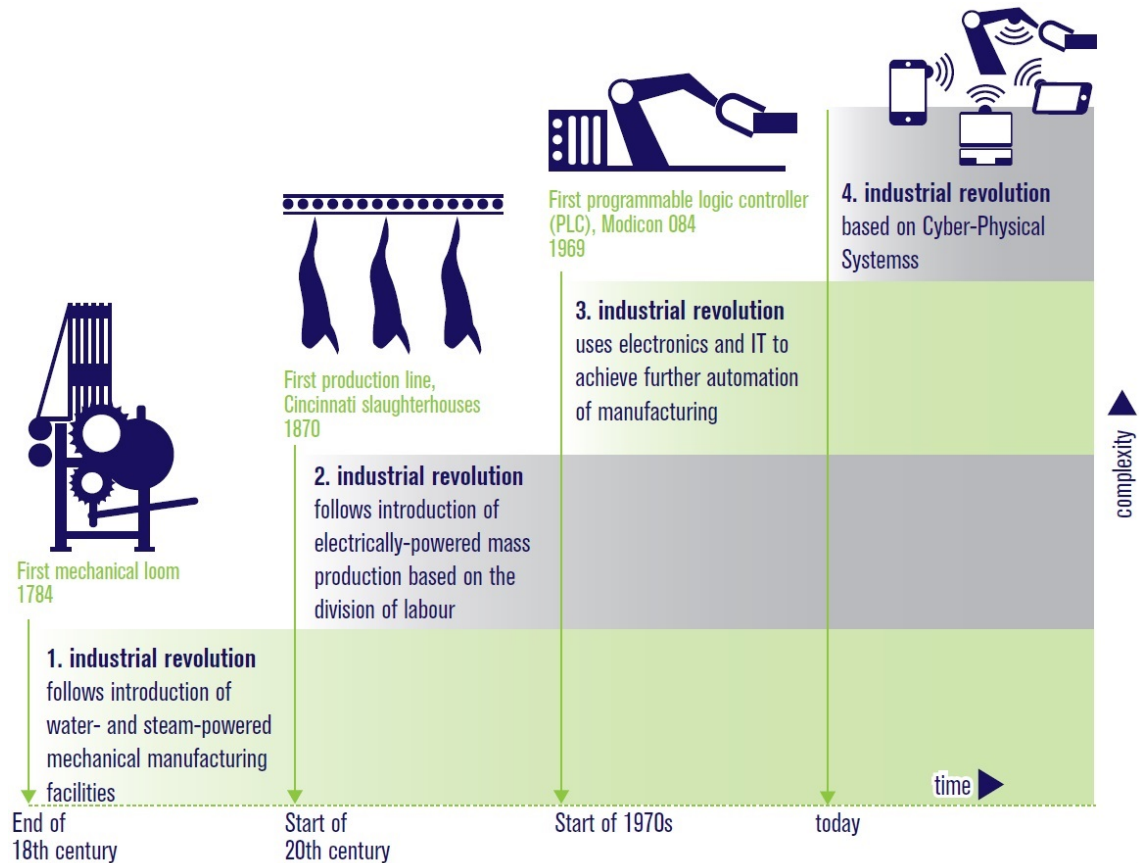 First mechanical loom
1784
1. industrial revolution
follows introduction of
water- and steam-powered
mechanical manufacturing
facilities
End of
18th century
First production line,
Cincinnati slaughterhouses
1870
2. industrial revolution
follows introduction of
electrically-powered mass
production based on the
division of labour
Start of
20th century
First programmable logic controller
(PLC), Modicon 084
1969
3. industrial revolution
uses electronics and IT to
achieve further automation
of manufacturing
Start of 1970s
4. industrial revolution
based on Cyber-Physical
Systemss
today
time
complexity